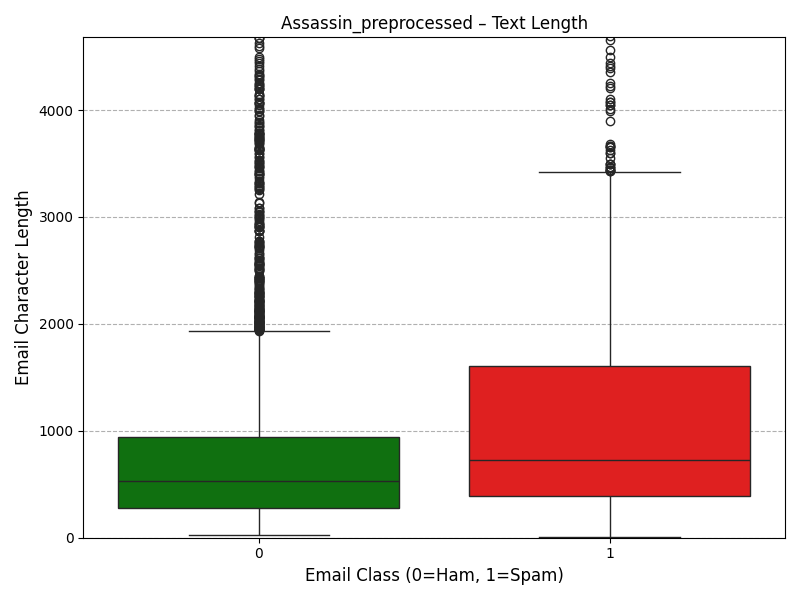 Assassin_preprocessed – Text Length
Email Character Length
4000
3000
2000
1000
0
0
1
Email Class (0=Ham, 1=Spam)